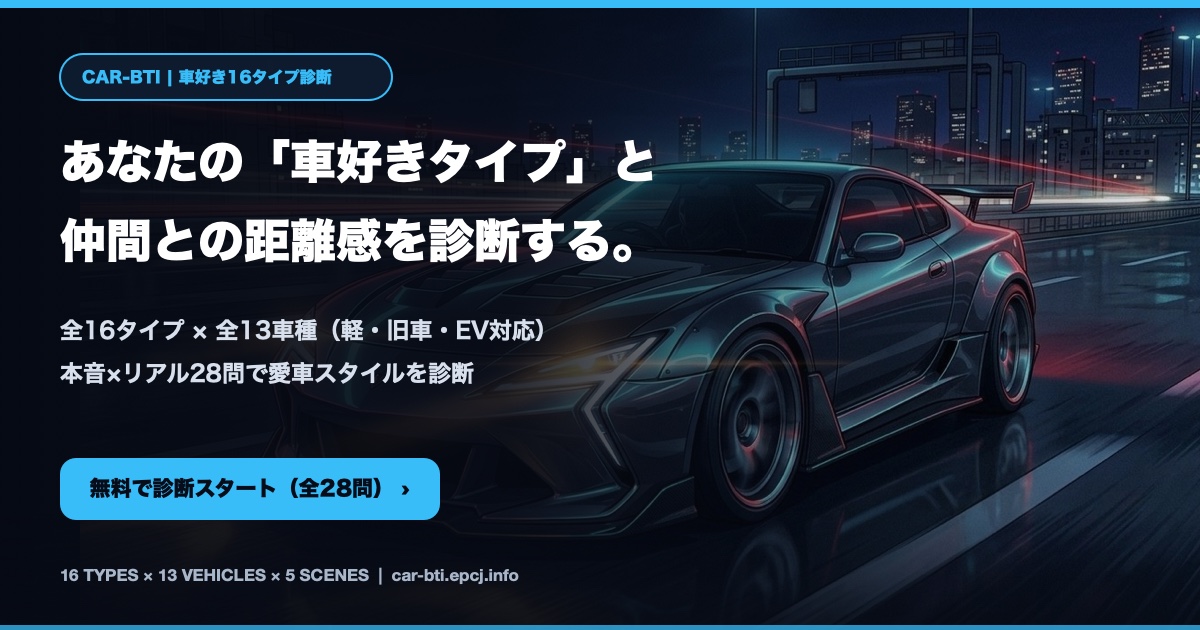 CAR-BTI | 車好き16タイプ診断
あなたの「車好きタイプ」と
仲間との距離感を診断する。
全16タイプ × 全13車種（軽・旧車・EV対応）
本音×リアル28問で愛車スタイルを診断
無料で診断スタート（全28問） ›
16 TYPES × 13 VEHICLES × 5 SCENES | car-bti.epcj.info